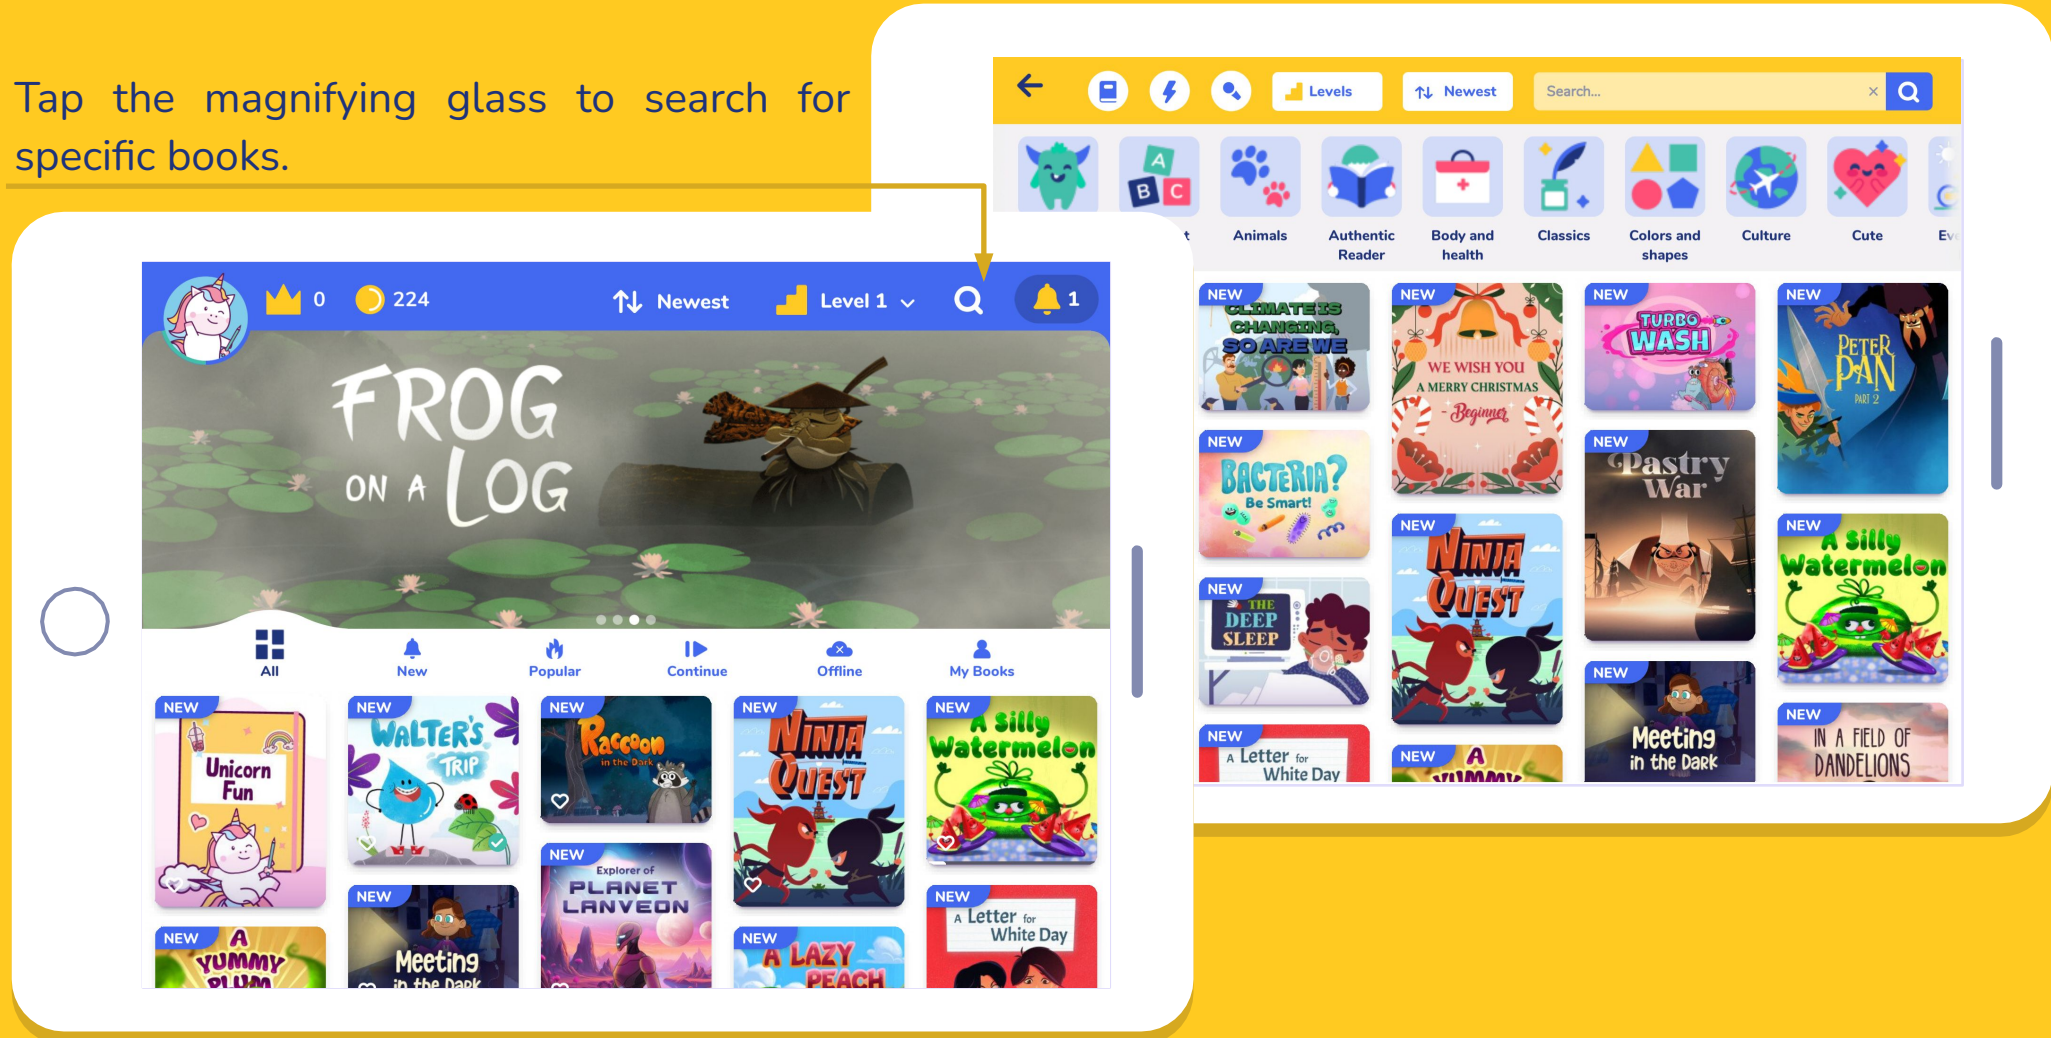 Tap the magnifying glass to search for
specific books.
Levels
Newest
Search...
A
B C
t
Animals
Authentic
Reader
Body and
health
Classics
Colors and
shapes
Culture
Cute
NEW
CLIMATE IS
CHANGING,
SO ARE WE
NEW
WE WISH YOU
A MERRY CHRISTMAS
- Beginner -
NEW
TURBO
WASH
NEW
PETER
PAN
PART 2
NEW
BACTERIA?
Be Smart!
NEW
Pastry
War
NEW
NINJA
QUEST
NEW
A Silly
Watermelon
NEW
THE
DEEP
SLEEP
NEW
Meeting
in the Dark
NEW
IN A FIELD OF
DANDELIONS
NEW
A Letter for
White Day
NEW
A
YUMMY
0
224
Newest
Level 1
1
FROG
ON A LOG
All
New
Popular
Continue
Offline
My Books
NEW
Unicorn
Fun
NEW
WALTER'S
TRIP
NEW
Raccoon
in the Dark
NEW
NINJA
QUEST
NEW
A Silly
Watermelon
NEW
Explorer of
PLANET
LANVEON
NEW
Meeting
in the Dark
NEW
A Letter for
White Day
NEW
A
YUMMY
PLUM
NEW
A LAZY
PEACH